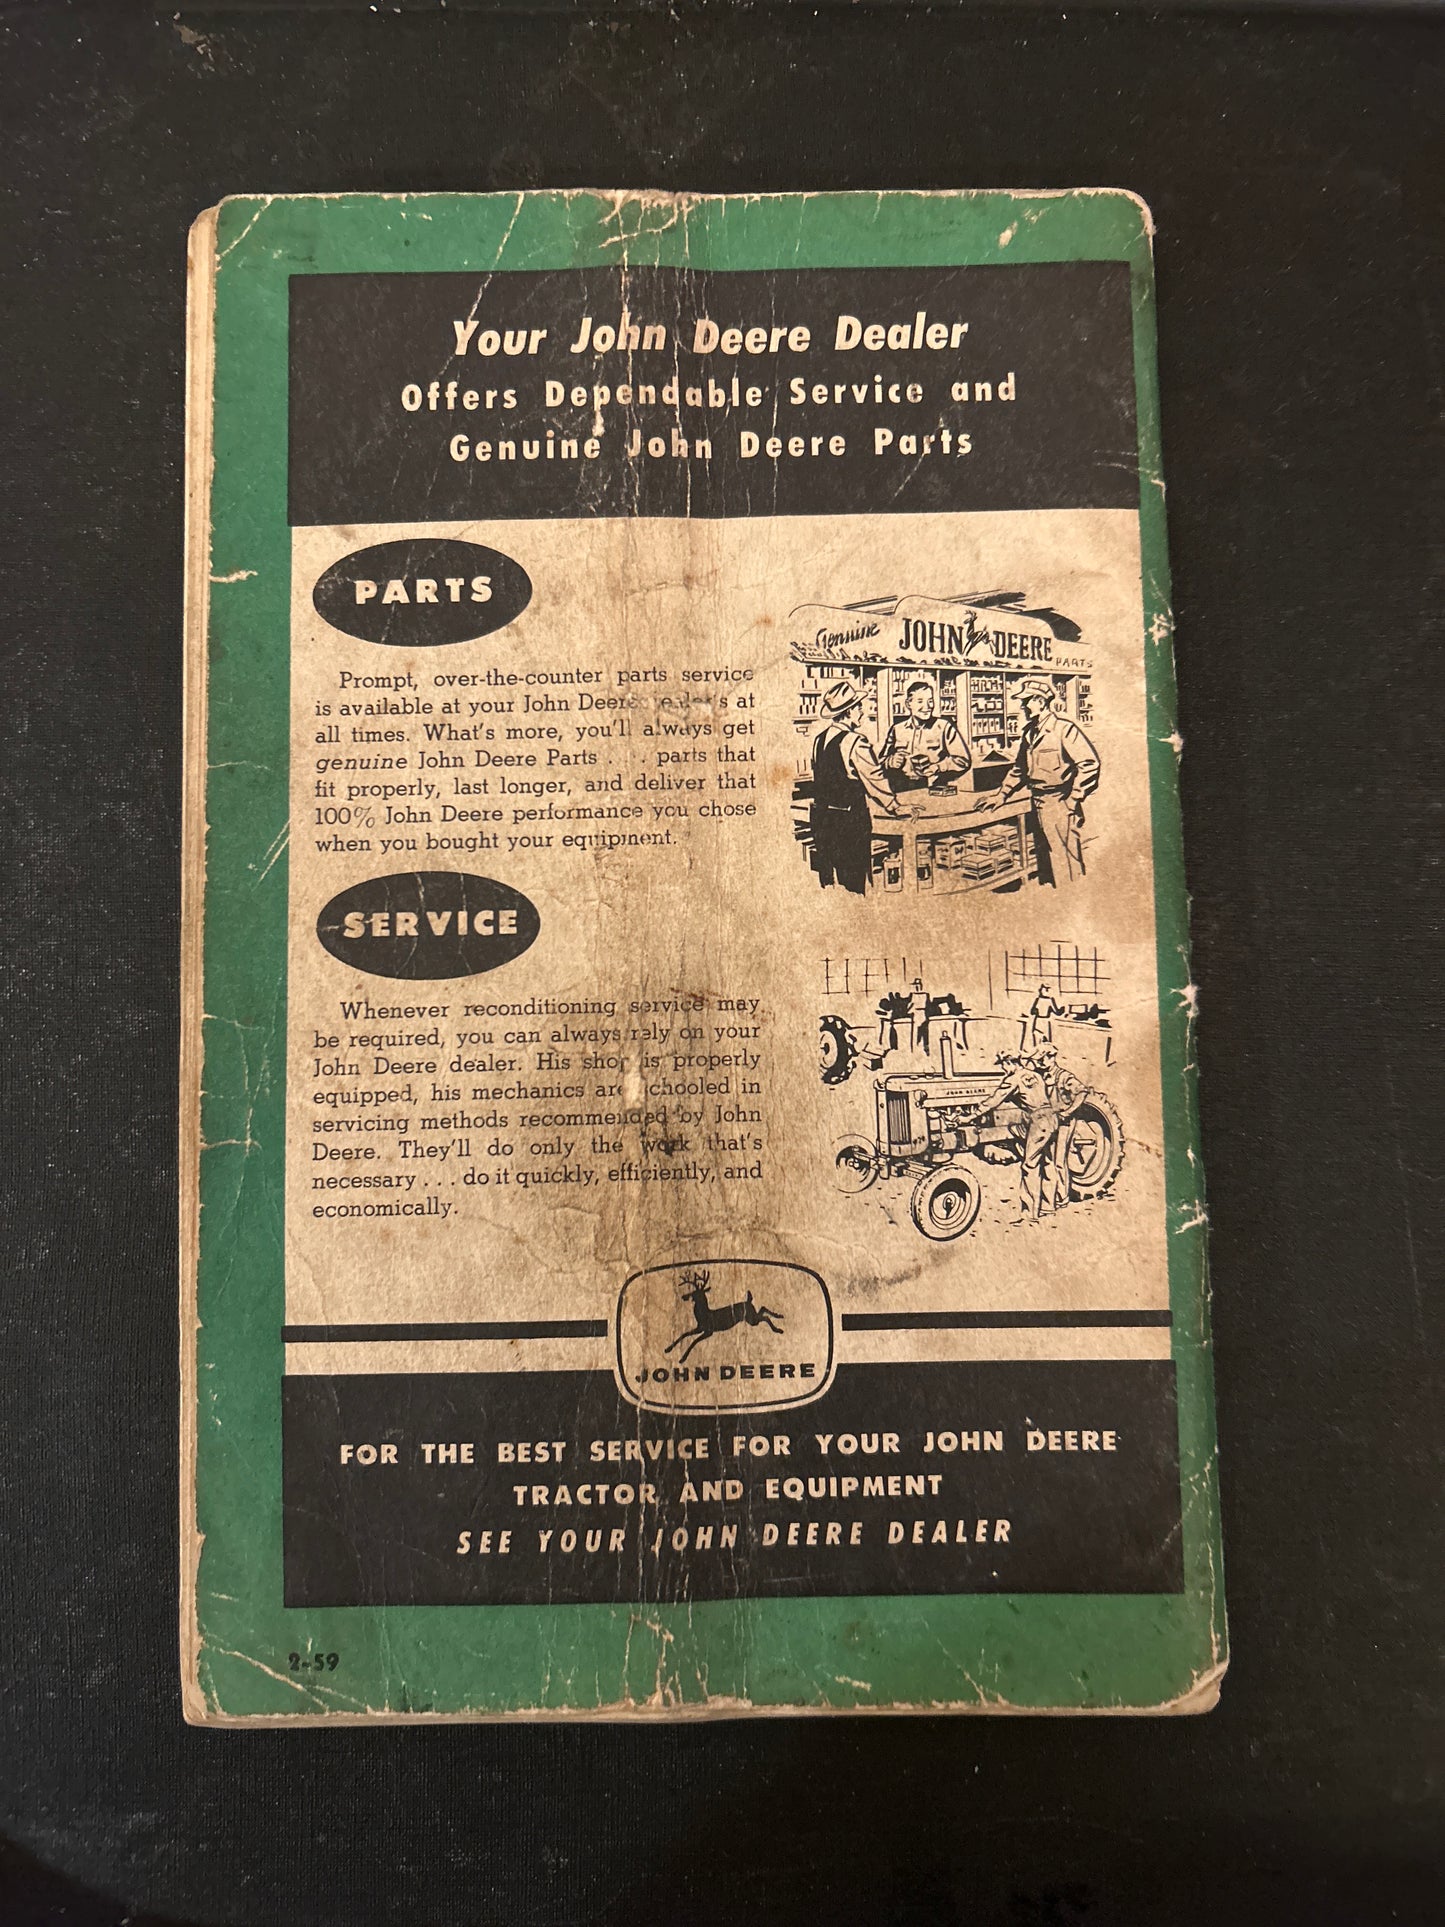 Your John Deere Dealer
Offers Dependable Service and
Genuine John Deere Parts
PARTS
Prompt, over-the-counter parts service
is available at your John Deere dealer's at
all times. What's more, you'll always get
genuine John Deere Parts . . . parts that
fit properly, last longer, and deliver that
100% John Deere performance you chose
when you bought your equipment.
Genuine JOHN DEERE
PARTS
SERVICE
Whenever reconditioning service may
be required, you can always rely on your
John Deere dealer. His shop is properly
equipped, his mechanics are schooled in
servicing methods recommended by John
Deere. They'll do only the work that's
necessary . . . do it quickly, efficiently, and
economically.
JOHN DEERE
JOHN DEERE
FOR THE BEST SERVICE FOR YOUR JOHN DEERE
TRACTOR AND EQUIPMENT
SEE YOUR JOHN DEERE DEALER
2-59